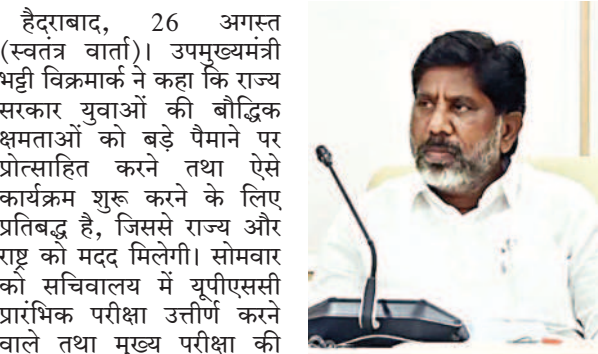 हैदराबाद, 26 अगस्त
(स्वतंत्र वार्ता)। उपमुख्यमंत्री
भट्टी विक्रमार्क ने कहा कि राज्य
सरकार युवाओं की बौद्धिक
क्षमताओं को बड़े पैमाने पर
प्रोत्साहित करने तथा ऐसे
कार्यक्रम शुरू करने के लिए
प्रतिबद्ध है, जिससे राज्य और
राष्ट्र को मदद मिलेगी। सोमवार
को सचिवालय में यूपीएससी
प्रारंभिक परीक्षा उत्तीर्ण करने
वाले तथा मुख्य परीक्षा की